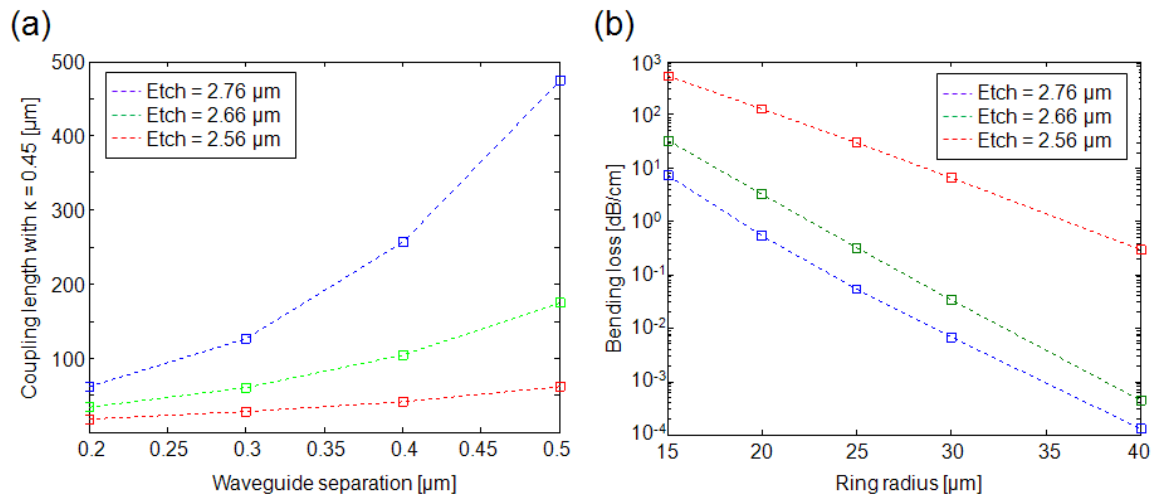 (a)
Coupling length with κ = 0.45 [µm]
500
400
300
200
100
Etch = 2.76 µm
Etch = 2.66 µm
Etch = 2.56 µm
0.2
0.25
0.3
0.35
0.4
0.45
0.5
Waveguide separation [µm]
(b)
Bending loss [dB/cm]
10³
10²
10¹
10⁰
10⁻¹
10⁻²
10⁻³
10⁻⁴
Etch = 2.76 µm
Etch = 2.66 µm
Etch = 2.56 µm
15
20
25
30
35
40
Ring radius [µm]